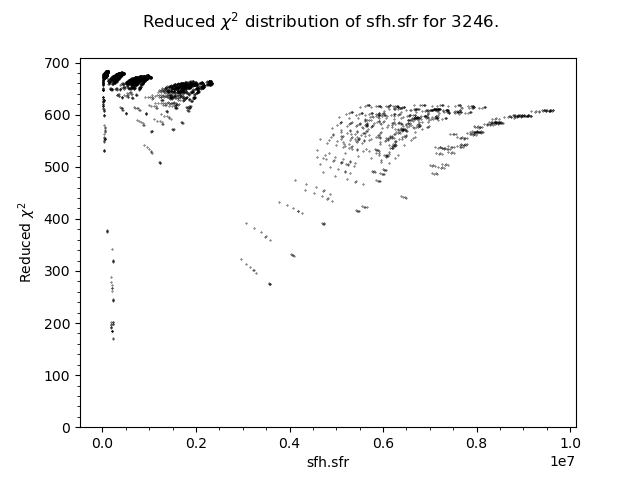 Reduced χ² distribution of sfh.sfr for 3246.
700
600
500
400
300
200
100
0
Reduced χ²
0.0 0.2 0.4 0.6 0.8 1.0
sfh.sfr
1e7